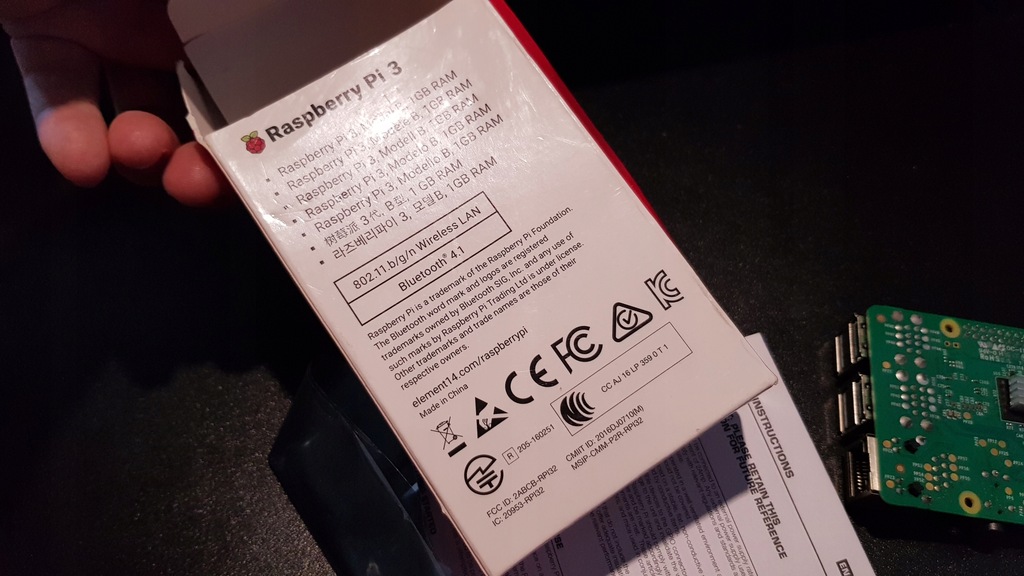 Raspberry Pi 3
Raspberry Pi 3, Model B, 1GB RAM
Raspberry Pi 3, Modèle B, 1GB RAM
Raspberry Pi 3, Modell B, 1GB RAM
Raspberry Pi 3, Modello B, 1GB RAM
树莓派 3代 B型, 1 GB RAM
라즈베리파이 3, 모델B, 1GB RAM
802.11.b/g/n Wireless LAN
Bluetooth® 4.1
Raspberry Pi is a trademark of the Raspberry Pi Foundation.
The Bluetooth word mark and logos are registered
trademarks owned by Bluetooth SIG, Inc. and any use of
such marks by Raspberry Pi Trading Ltd is under license.
Other trademarks and trade names are those of their
respective owners.
element14.com/raspberrypi
Made in China
CE FC
CC AJ 16 LP 359 0 T 1
R 205-160251
CMIIT ID: 2016DJ0710(M)
MSIP-CMM-P2R-RPI32
FCC ID: 2ABCB-RPI32
IC: 20953-RPI32
INSTRUCTIONS
PLEASE RETAIN THIS
FOR FUTURE REFERENCE